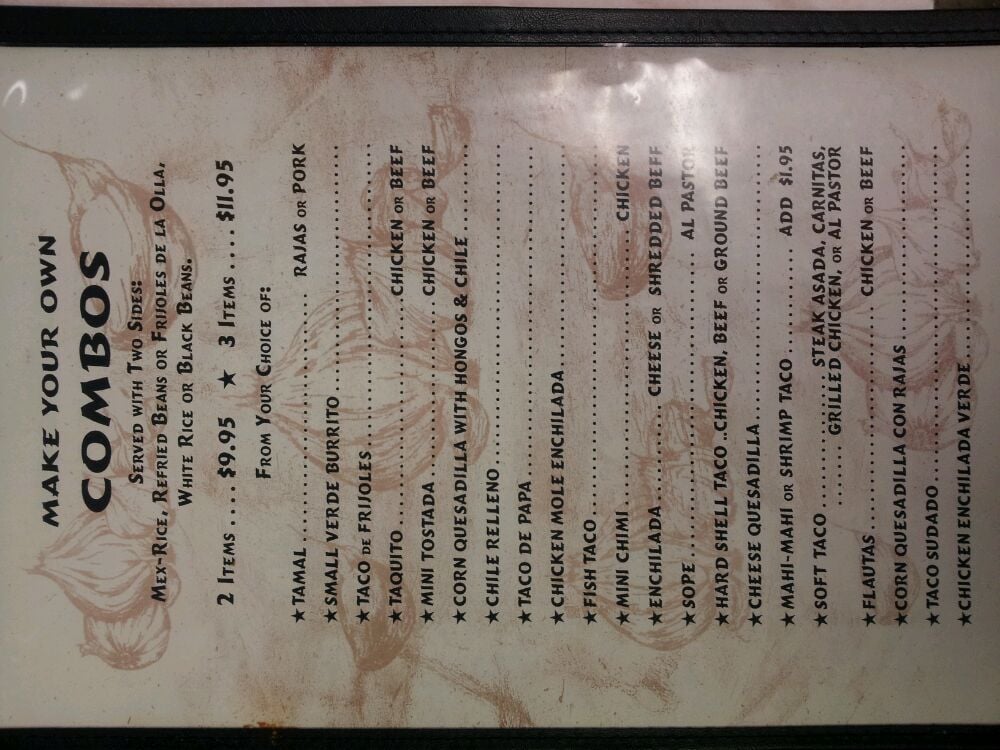 MAKE YOUR OWN
COMBOS
SERVED WITH TWO SIDES:
MEX-RICE, REFRIED BEANS OR FRIJOLES DE LA OLLA,
WHITE RICE OR BLACK BEANS.
2 ITEMS .... $9.95 ★ 3 ITEMS .... $11.95
FROM YOUR CHOICE OF:
★ TAMAL .................... RAJAS OR PORK
★ SMALL VERDE BURRITO ....................
★ TACO DE FRIJOLES ....................
★ TAQUITO .................... CHICKEN OR BEEF
★ MINI TOSTADA .................... CHICKEN OR BEEF
★ CORN QUESADILLA WITH HONGOS & CHILE ..........
★ CHILE RELLENO ....................
★ TACO DE PAPA ....................
★ CHICKEN MOLE ENCHILADA ....................
★ FISH TACO ....................
★ MINI CHIMI .................... CHICKEN
★ ENCHILADA .......... CHEESE OR SHREDDED BEEF
★ SOPE .................... AL PASTOR
★ HARD SHELL TACO ..CHICKEN, BEEF OR GROUND BEEF
★ CHEESE QUESADILLA ....................
★ MAHI-MAHI OR SHRIMP TACO .......... ADD $1.95
★ SOFT TACO .......... STEAK ASADA, CARNITAS,
.......... GRILLED CHICKEN, OR AL PASTOR
★ FLAUTAS .................... CHICKEN OR BEEF
★ CORN QUESADILLA CON RAJAS ....................
★ TACO SUDADO ....................
★ CHICKEN ENCHILADA VERDE ....................